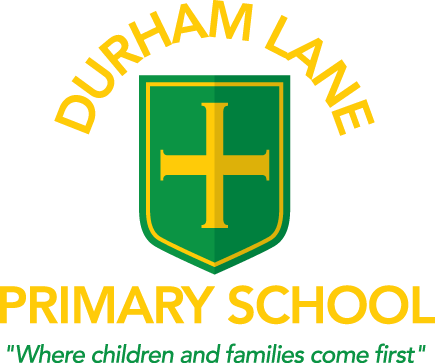 DURHAM LANE
PRIMARY SCHOOL
"Where children and families come first"